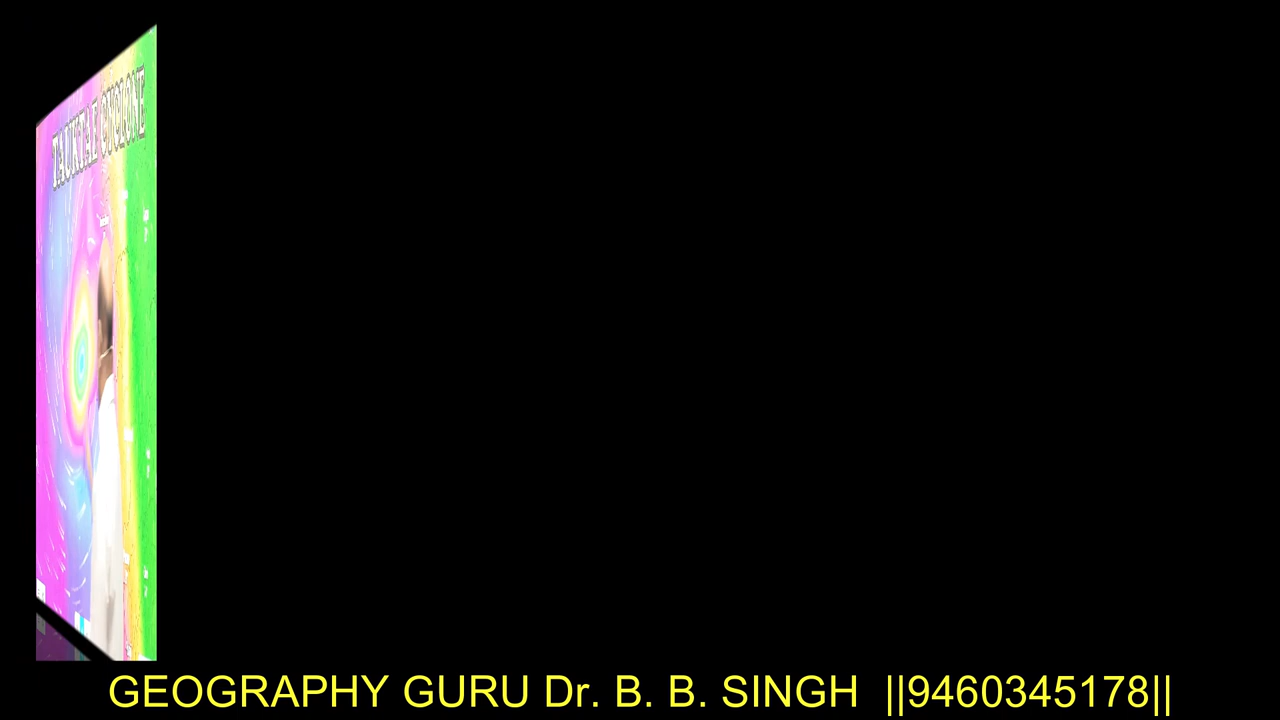 TAUKTAE CYCLONE
GEOGRAPHY GURU Dr. B. B. SINGH ||9460345178||